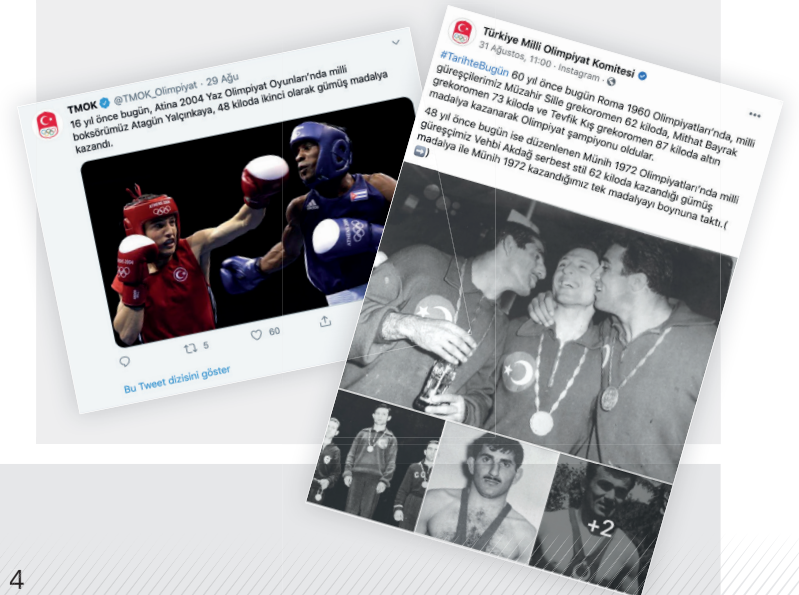 TMOK @TMOK_Olimpiyat · 29 Ağu
16 yıl önce bugün, Atina 2004 Yaz Olimpiyat Oyunları'nda milli
boksörümüz Atagün Yalçınkaya, 48 kiloda ikinci olarak gümüş madalya
kazandı.
ATHENS 2004
5
60
Bu Tweet dizisini göster
Türkiye Milli Olimpiyat Komitesi
31 Ağustos, 11:00 · Instagram ·
#TarihteBugün 60 yıl önce bugün Roma 1960 Olimpiyatları'nda, milli
güreşçilerimiz Müzahir Sille grekoromen 62 kiloda, Mithat Bayrak
grekoromen 73 kiloda ve Tevfik Kış grekoromen 87 kiloda altın
madalya kazanarak Olimpiyat şampiyonu oldular.
48 yıl önce bugün ise düzenlenen Münih 1972 Olimpiyatları'nda milli
güreşçimiz Vehbi Akdağ serbest stil 62 kiloda kazandığı gümüş
madalya ile Münih 1972 kazandığımız tek madalyayı boynuna taktı.(
➡️)
+2
4